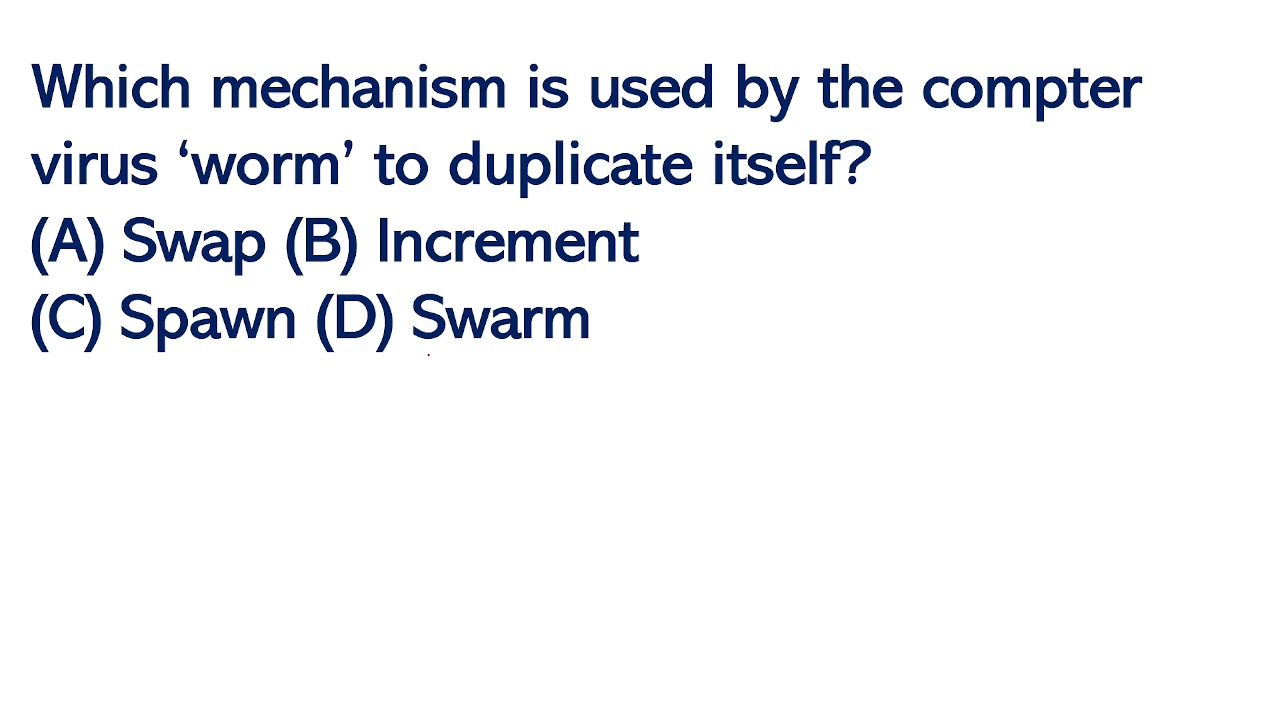 Which mechanism is used by the compter
virus ‘worm’ to duplicate itself?
(A) Swap (B) Increment
(C) Spawn (D) Swarm